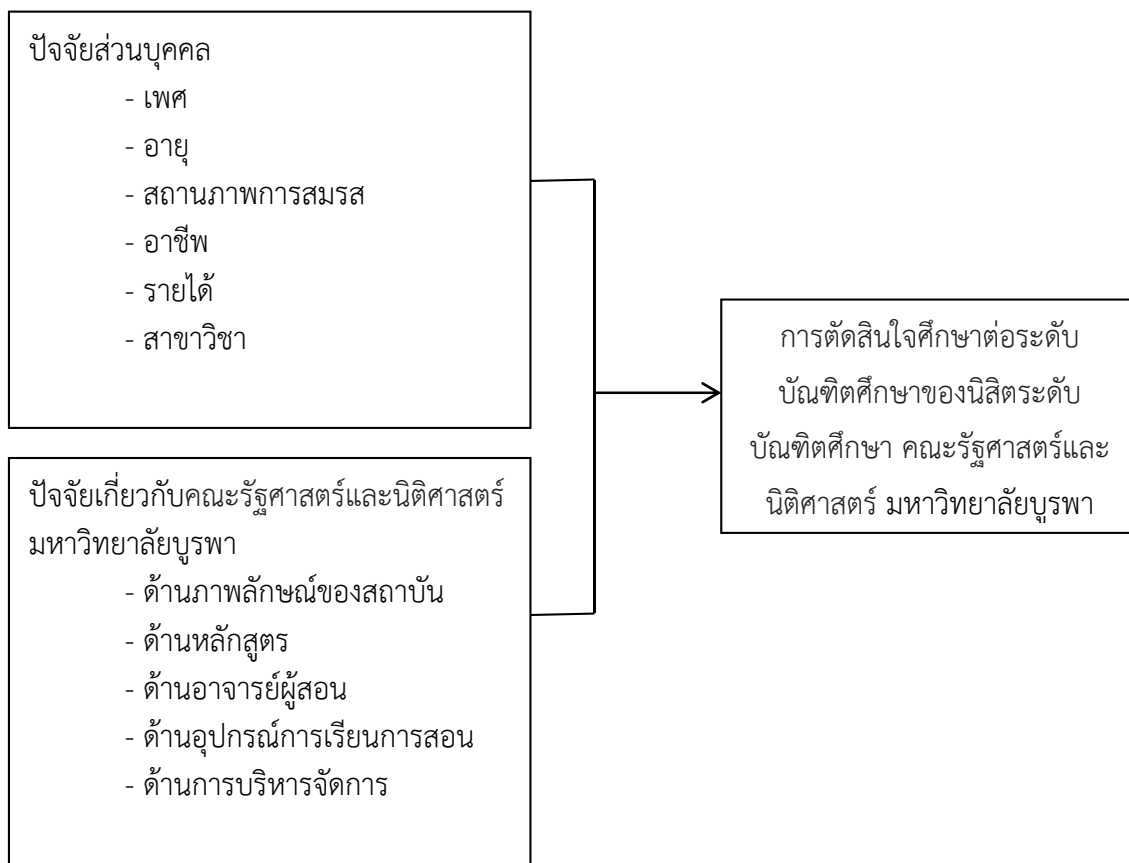 ปัจจัยส่วนบุคคล
- เพศ
- อายุ
- สถานภาพการสมรส
- อาชีพ
- รายได้
- สาขาวิชา
ปัจจัยเกี่ยวกับคณะรัฐศาสตร์และนิติศาสตร์
มหาวิทยาลัยบูรพา
- ด้านภาพลักษณ์ของสถาบัน
- ด้านหลักสูตร
- ด้านอาจารย์ผู้สอน
- ด้านอุปกรณ์การเรียนการสอน
- ด้านการบริหารจัดการ
การตัดสินใจศึกษาต่อระดับ
บัณฑิตศึกษาของนิสิตระดับ
บัณฑิตศึกษา คณะรัฐศาสตร์และ
นิติศาสตร์ มหาวิทยาลัยบูรพา